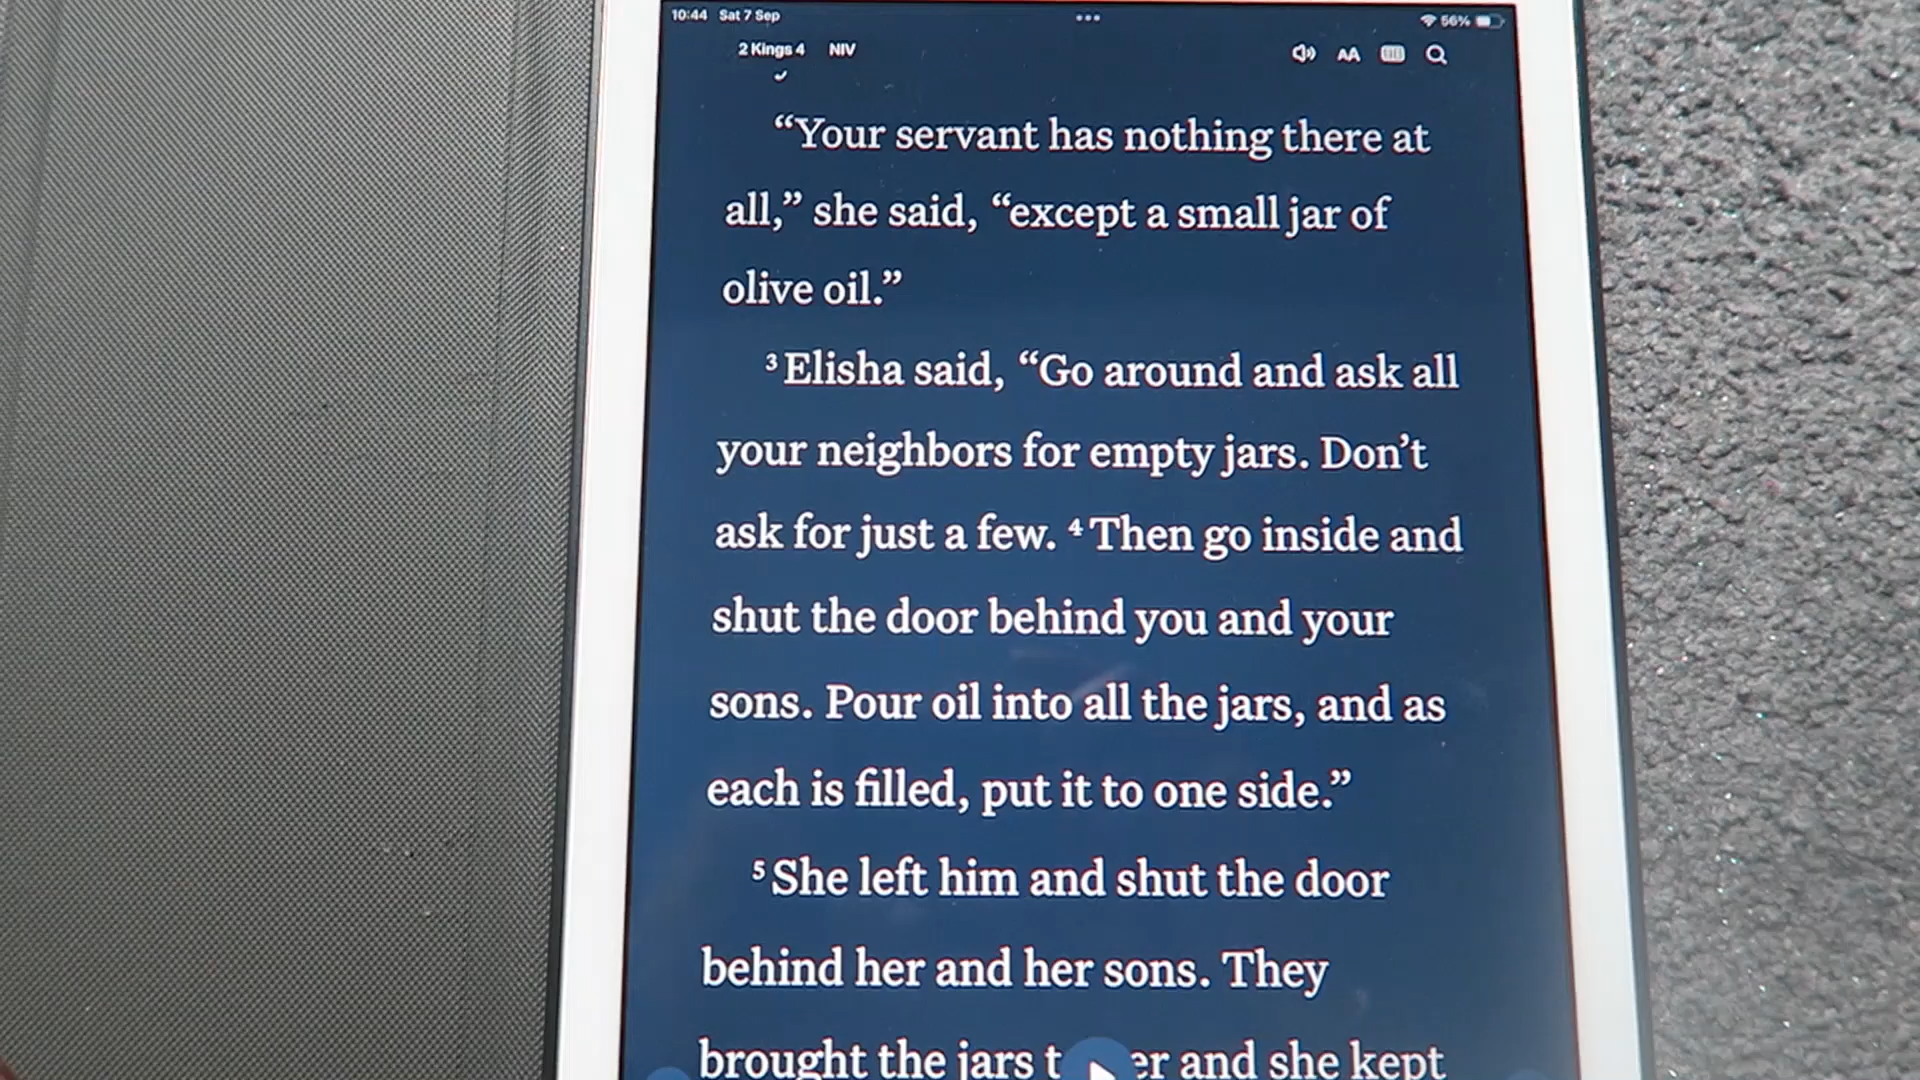 10:44 Sat 7 Sep
56%
2 Kings 4 NIV
AA
“Your servant has nothing there at
all,” she said, “except a small jar of
olive oil.”
3 Elisha said, “Go around and ask all
your neighbors for empty jars. Don’t
ask for just a few. 4 Then go inside and
shut the door behind you and your
sons. Pour oil into all the jars, and as
each is filled, put it to one side.”
5 She left him and shut the door
behind her and her sons. They
brought the jars and she kept